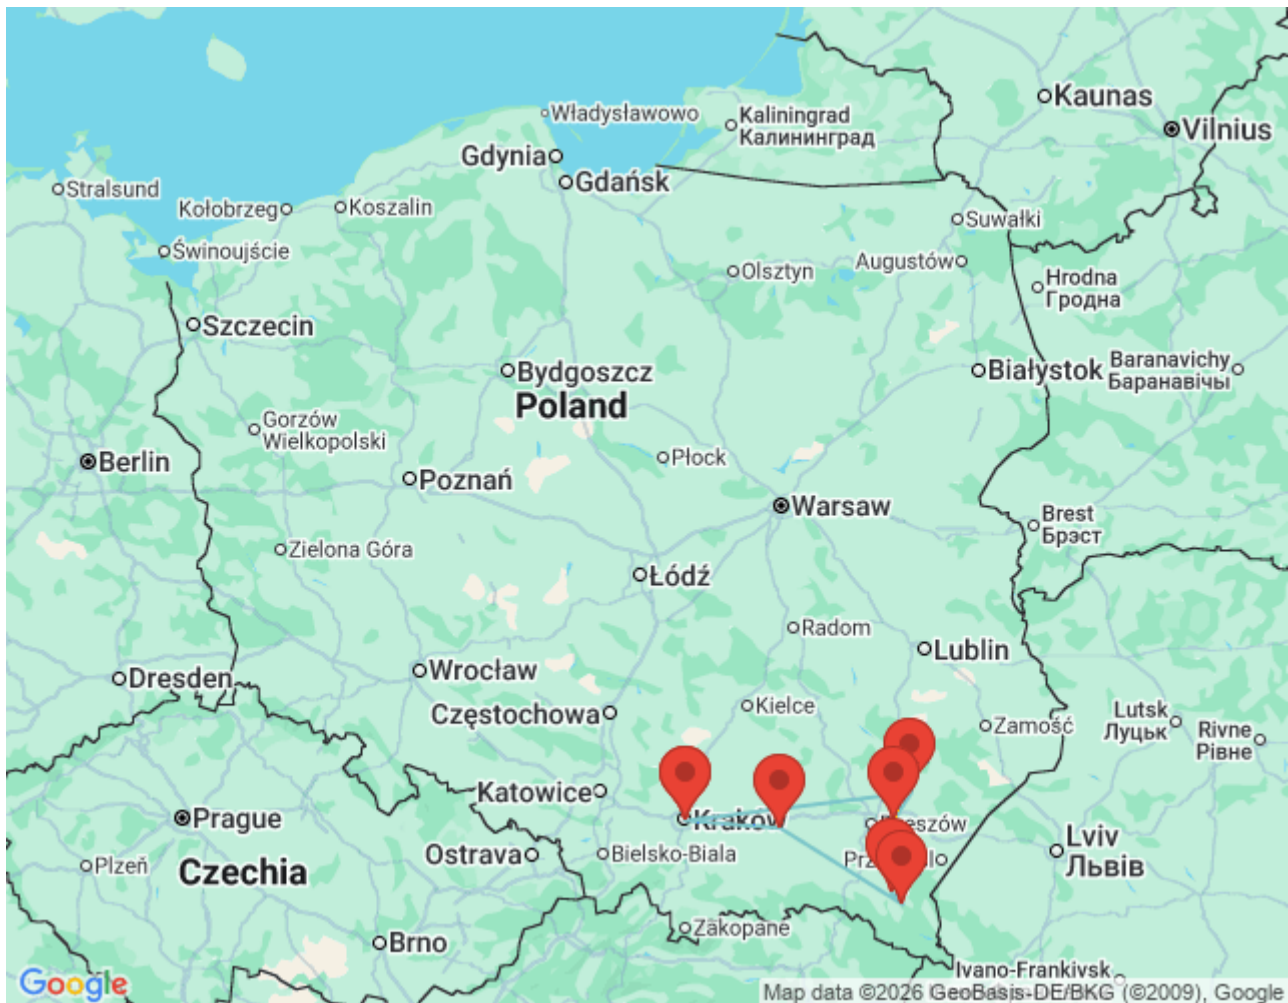 Władysławowo
Kaliningrad
Калининград
Kaunas
Vilnius
Gdynia
Gdańsk
Stralsund
Kołobrzeg
Koszalin
Suwałki
Świnoujście
Augustów
Olsztyn
Hrodna
Гродна
Szczecin
Bydgoszcz
Białystok
Baranavichy
Баранавічы
Poland
Gorzów
Wielkopolski
Płock
Berlin
Poznań
Warsaw
Brest
Брэст
Zielona Góra
Łódź
Radom
Lublin
Wrocław
Dresden
Częstochowa
Kielce
Zamość
Lutsk
Луцьк
Rivne
Рівне
Katowice
Kraków
Prague
Ostrava
Bielsko-Biala
Lviv
Львів
Plzeň
Czechia
Zakopane
Brno
Ivano-Frankivsk
Google
Map data ©2026 GeoBasis-DE/BKG (©2009), Google